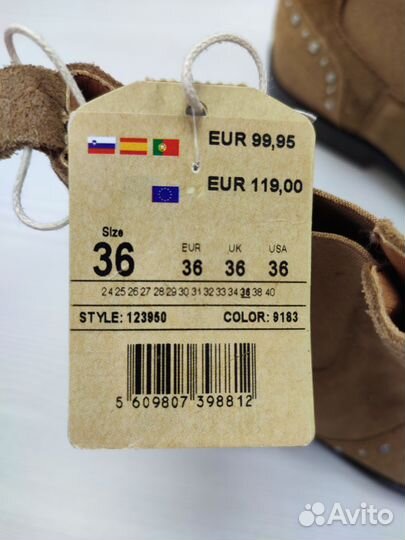 EUR 99,95
EUR 119,00
Size
36
EUR UK USA
36 36 36
24 25 26 27 28 29 30 31 32 33 34 36 38 40
STYLE: 123950 COLOR: 9183
5 609807 398812
Avito